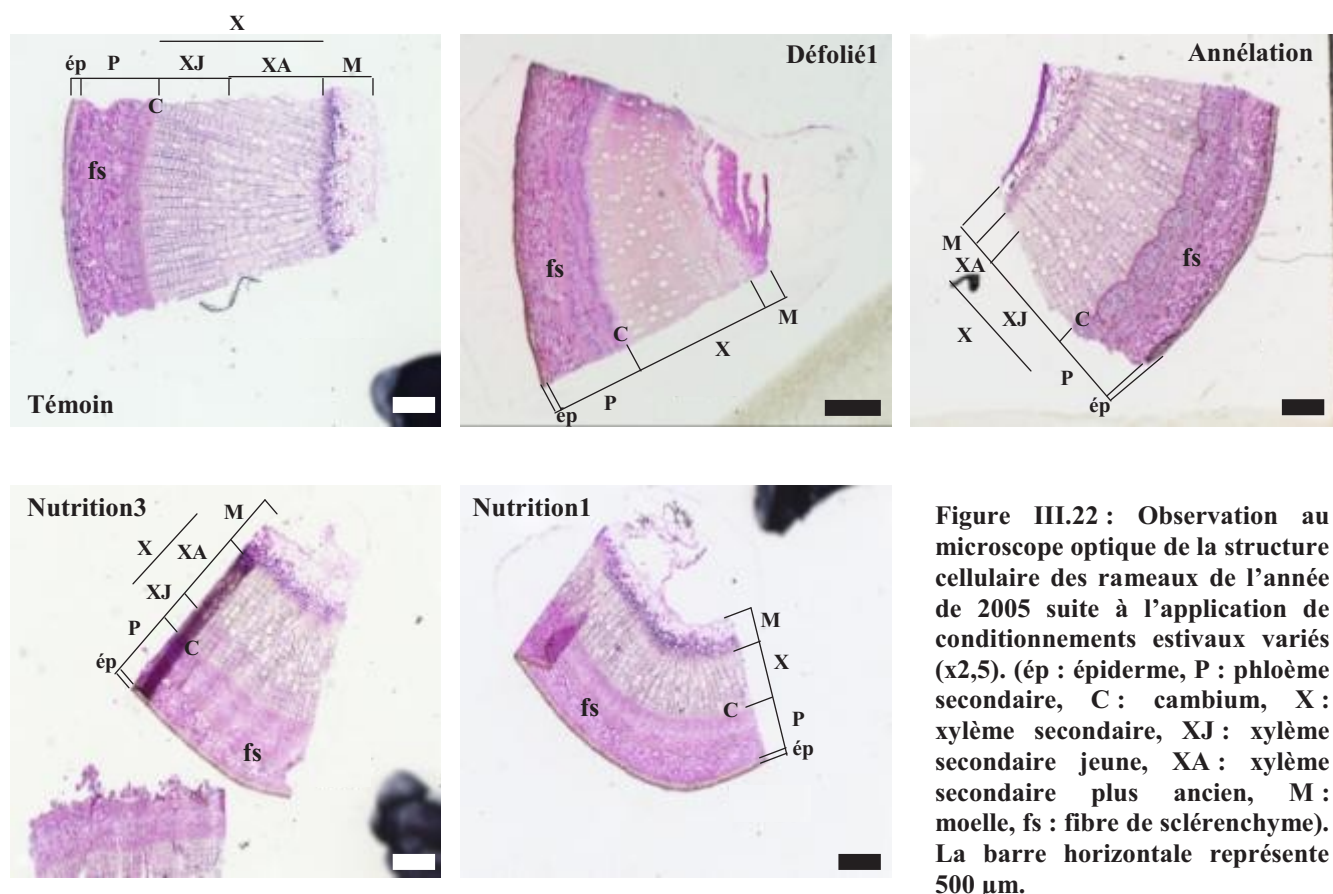 X
ép P XJ XA M
C
fs
Témoin
Défolié1
fs
C
M
X
P
ép
Annélation
M
XA
fs
XJ
C
X
P
ép
Nutrition3
M
X
XA
XJ
P
C
ép
fs
Nutrition1
M
X
fs
C
P
ép
Figure III.22 : Observation au
microscope optique de la structure
cellulaire des rameaux de l'année
de 2005 suite à l'application de
conditionnements estivaux variés
(x2,5). (ép : épiderme, P : phloème
secondaire, C : cambium, X :
xylème secondaire, XJ : xylème
secondaire jeune, XA : xylème
secondaire plus ancien, M :
moelle, fs : fibre de sclérenchyme).
La barre horizontale représente
500 µm.